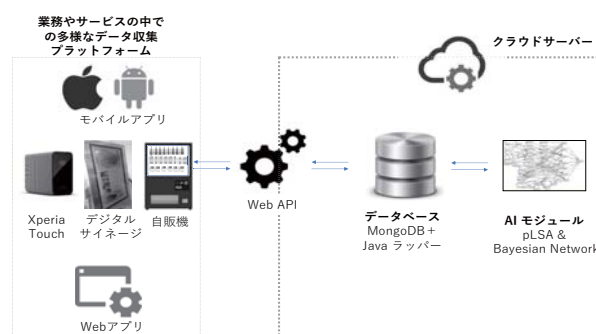 業務やサービスの中で
の多様なデータ収集
プラットフォーム
クラウドサーバー
モバイルアプリ
Xperia
Touch
デジタル
サイネージ
自販機
Web API
データベース
MongoDB＋
Java ラッパー
AI モジュール
pLSA &
Bayesian Network
Webアプリ